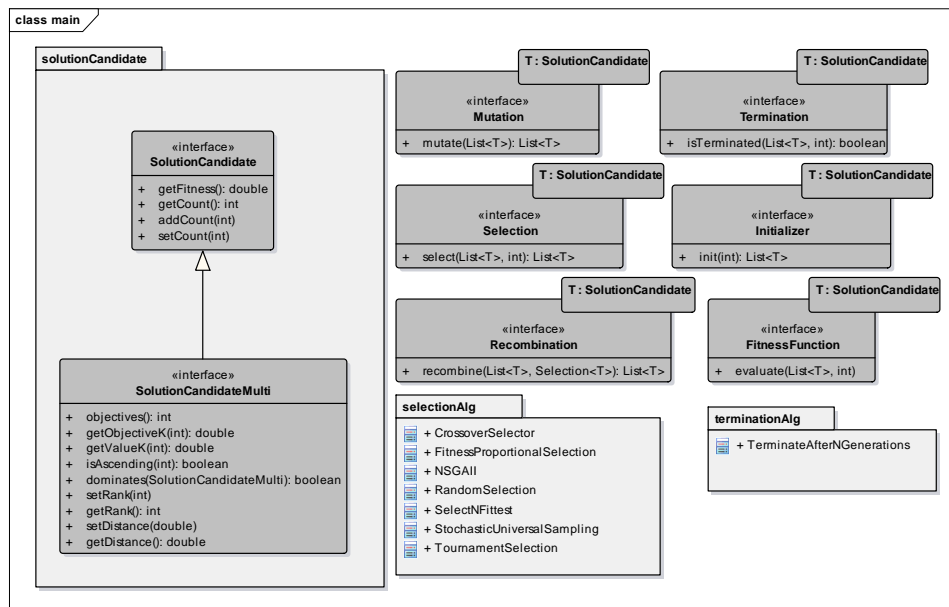 class main
solutionCandidate
«interface»
SolutionCandidate
+ getFitness(): double
+ getCount(): int
+ addCount(int)
+ setCount(int)
«interface»
SolutionCandidateMulti
+ objectives(): int
+ getObjectiveK(int): double
+ getValueK(int): double
+ isAscending(int): boolean
+ dominates(SolutionCandidateMulti): boolean
+ setRank(int)
+ getRank(): int
+ setDistance(double)
+ getDistance(): double
T : SolutionCandidate
«interface»
Mutation
+ mutate(List<T>): List<T>
T : SolutionCandidate
«interface»
Termination
+ isTerminated(List<T>, int): boolean
T : SolutionCandidate
«interface»
Selection
+ select(List<T>, int): List<T>
T : SolutionCandidate
«interface»
Initializer
+ init(int): List<T>
T : SolutionCandidate
«interface»
Recombination
+ recombine(List<T>, Selection<T>): List<T>
T : SolutionCandidate
«interface»
FitnessFunction
+ evaluate(List<T>, int)
selectionAlg
+ CrossoverSelector
+ FitnessProportionalSelection
+ NSGAII
+ RandomSelection
+ SelectNFittest
+ StochasticUniversalSampling
+ TournamentSelection
terminationAlg
+ TerminateAfterNGenerations